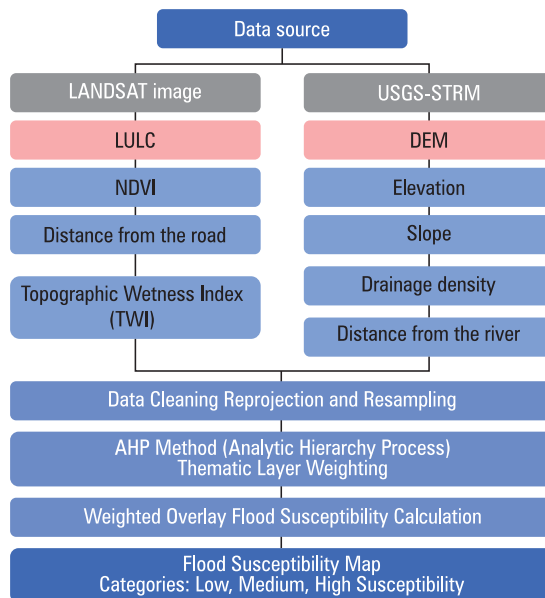 Data source
LANDSAT image
LULC
NDVI
Distance from the road
Topographic Wetness Index
(TWI)
USGS-STRM
DEM
Elevation
Slope
Drainage density
Distance from the river
Data Cleaning Reprojection and Resampling
AHP Method (Analytic Hierarchy Process)
Thematic Layer Weighting
Weighted Overlay Flood Susceptibility Calculation
Flood Susceptibility Map
Categories: Low, Medium, High Susceptibility